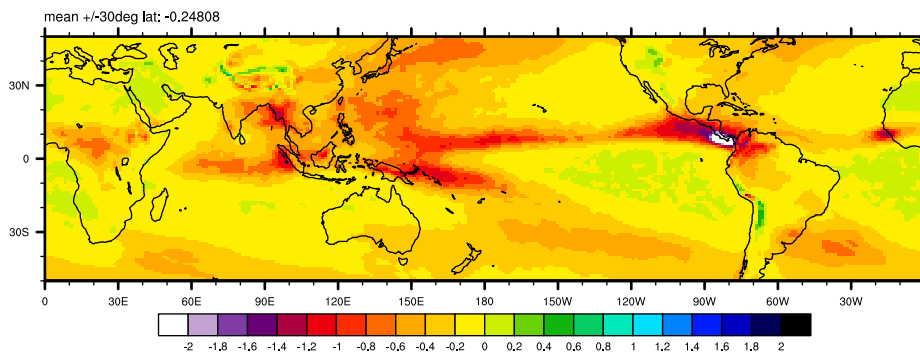 mean +/-30deg lat: -0.24808
30N
0
30S
0 30E 60E 90E 120E 150E 180 150W 120W 90W 60W 30W
-2 -1.8 -1.6 -1.4 -1.2 -1 -0.8 -0.6 -0.4 -0.2 0 0.2 0.4 0.6 0.8 1 1.2 1.4 1.6 1.8 2